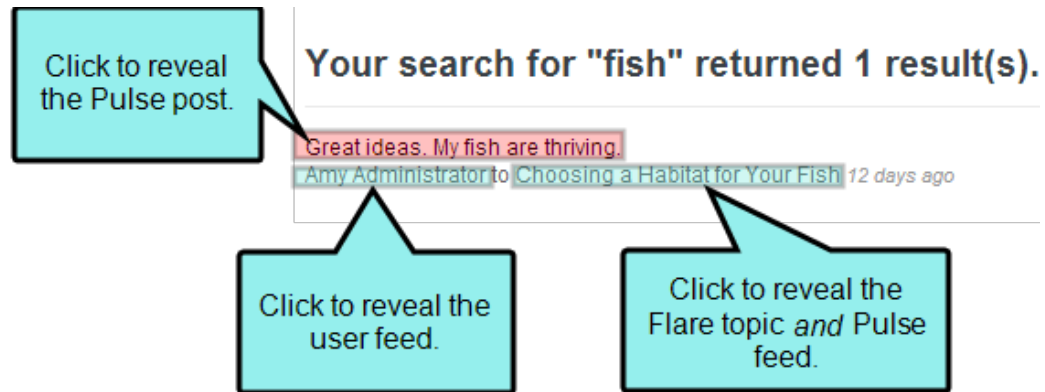 Click to reveal
the Pulse post.
Your search for "fish" returned 1 result(s).
Great ideas. My fish are thriving.
Amy Administrator to Choosing a Habitat for Your Fish 12 days ago
Click to reveal the
user feed.
Click to reveal the
Flare topic and Pulse
feed.